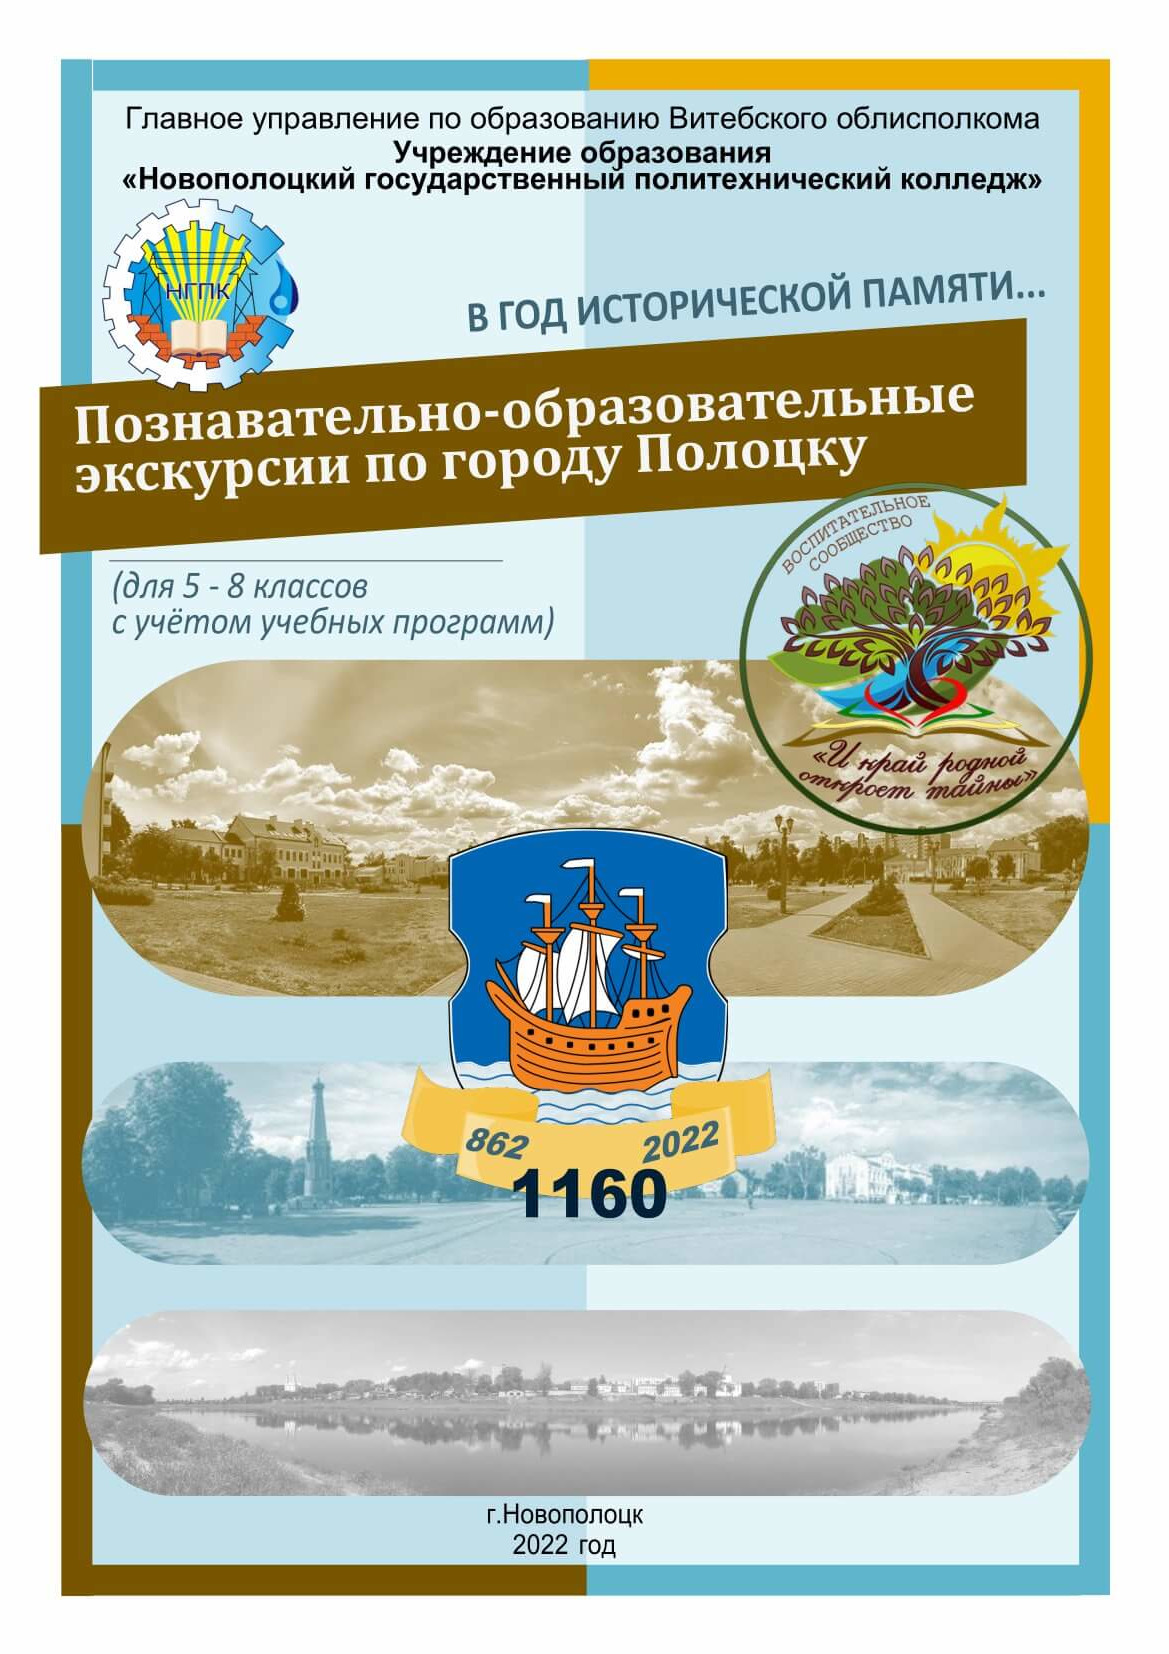 Главное управление по образованию Витебского облисполкома
Учреждение образования
«Новополоцкий государственный политехнический колледж»
НГПК
В ГОД ИСТОРИЧЕСКОЙ ПАМЯТИ...
Познавательно-образовательные
экскурсии по городу Полоцку
(для 5 - 8 классов
с учётом учебных программ)
ВОСПИТАТЕЛЬНОЕ
СООБЩЕСТВО
«И край родной
откроет тайны»
862
2022
1160
г.Новополоцк
2022 год